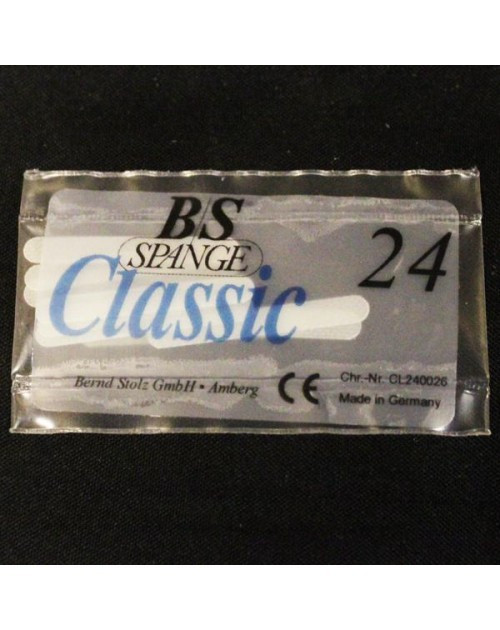 B/S
SPANGE
Classic
24
Bernd Stolz GmbH • Amberg
CE
Chr.-Nr. CL240026
Made in Germany